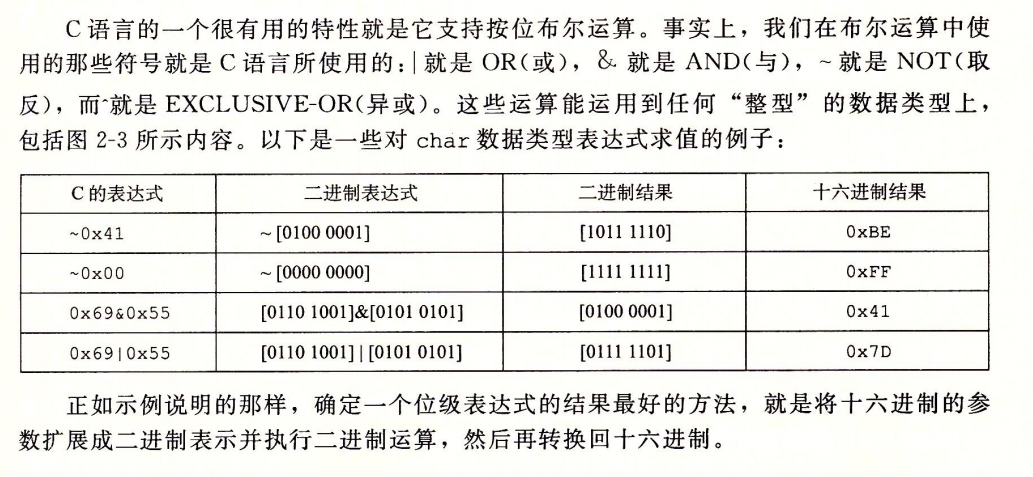 C 语言的一个很有用的特性就是它支持按位布尔运算。事实上，我们在布尔运算中使
用的那些符号就是 C 语言所使用的：|就是 OR(或)，& 就是 AND(与)，~就是 NOT(取
反)，而^就是 EXCLUSIVE-OR(异或)。这些运算能运用到任何“整型”的数据类型上，
包括图 2-3 所示内容。以下是一些对 char 数据类型表达式求值的例子：
C 的表达式 二进制表达式 二进制结果 十六进制结果
~0x41 ~[0100 0001] [1011 1110] 0xBE
~0x00 ~[0000 0000] [1111 1111] 0xFF
0x69&0x55 [0110 1001]&[0101 0101] [0100 0001] 0x41
0x69|0x55 [0110 1001]|[0101 0101] [0111 1101] 0x7D
正如示例说明的那样，确定一个位级表达式的结果最好的方法，就是将十六进制的参
数扩展成二进制表示并执行二进制运算，然后再转换回十六进制。